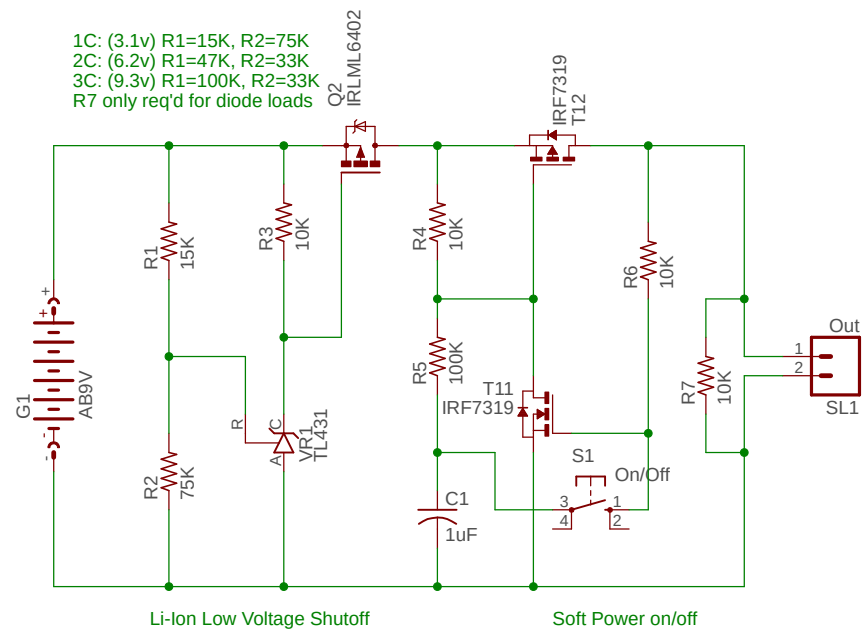 1C: (3.1v) R1=15K, R2=75K
2C: (6.2v) R1=47K, R2=33K
3C: (9.3v) R1=100K, R2=33K
R7 only req'd for diode loads
Q2
IRLML6402
IRF7319
T12
R1
15K
R3
10K
R4
10K
R6
10K
+
+
G1
AB9V
-
-
R5
100K
T11
IRF7319
R7
10K
Out
1
2
SL1
R
C
A
VR1
TL431
R2
75K
C1
1uF
S1
On/Off
3
1
4
2
Li-Ion Low Voltage Shutoff
Soft Power on/off